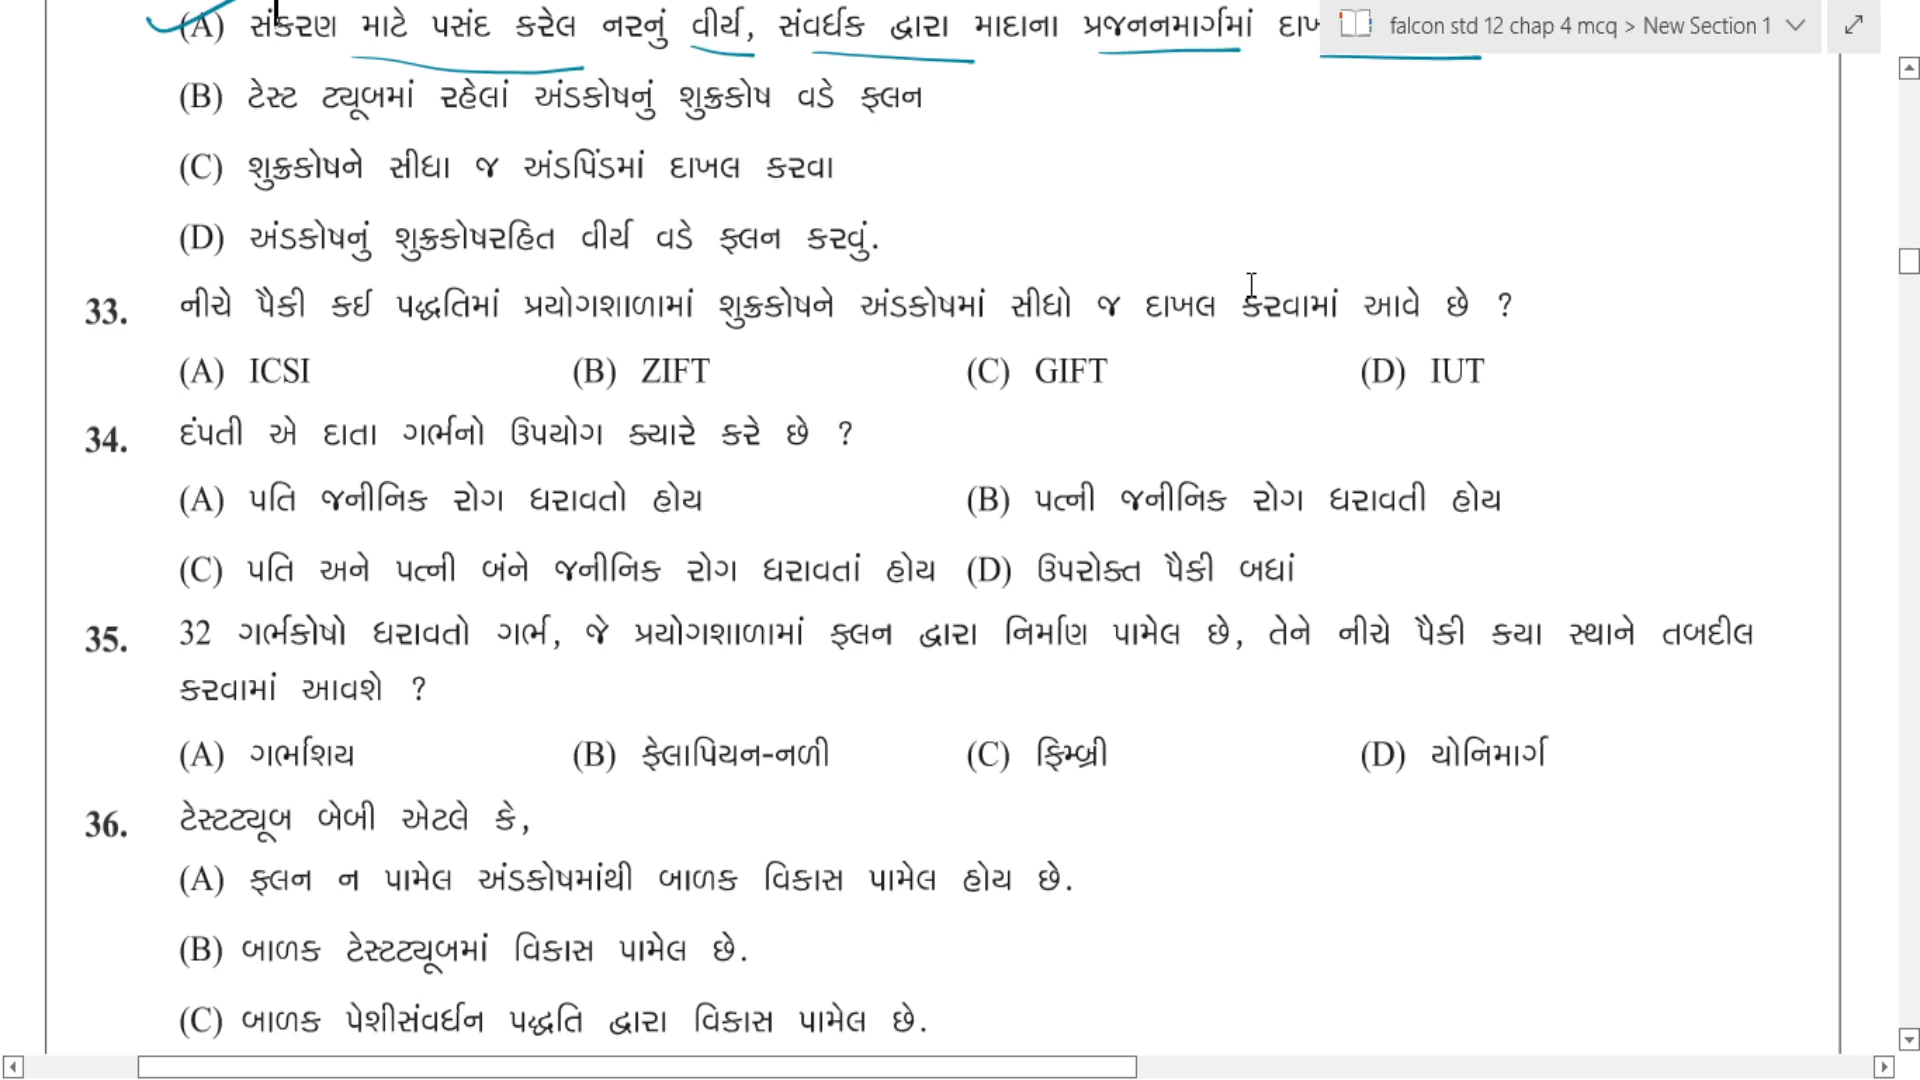 (A) સંકરણ માટે પસંદ કરેલ નરનું વીર્ય, સંવર્ધક દ્વારા માદાના પ્રજનનમાર્ગમાં
falcon std 12 chap 4 mcq > New Section 1
(B) ટેસ્ટ ટ્યૂબમાં રહેલાં અંડકોષનું શુક્રકોષ વડે ફલન
(C) શુક્રકોષને સીધા જ અંડપિંડમાં દાખલ કરવા
(D) અંડકોષનું શુક્રકોષરહિત વીર્ય વડે ફલન કરવું.
33. નીચે પૈકી કઈ પદ્ધતિમાં પ્રયોગશાળામાં શુક્રકોષને અંડકોષમાં સીધો જ દાખલ કરવામાં આવે છે ?
(A) ICSI (B) ZIFT (C) GIFT (D) IUT
34. દંપતી એ દાતા ગર્ભનો ઉપયોગ ક્યારે કરે છે ?
(A) પતિ જનીનિક રોગ ધરાવતો હોય (B) પત્ની જનીનિક રોગ ધરાવતી હોય
(C) પતિ અને પત્ની બંને જનીનિક રોગ ધરાવતાં હોય (D) ઉપરોક્ત પૈકી બધાં
35. 32 ગર્ભકોષો ધરાવતો ગર્ભ, જે પ્રયોગશાળામાં ફલન દ્વારા નિર્માણ પામેલ છે, તેને નીચે પૈકી કયા સ્થાને તબદીલ
કરવામાં આવશે ?
(A) ગર્ભાશય (B) ફેલાપિયન-નળી (C) ફિમ્બ્રી (D) યોનિમાર્ગ
36. ટેસ્ટટ્યૂબ બેબી એટલે કે,
(A) ફલન ન પામેલ અંડકોષમાંથી બાળક વિકાસ પામેલ હોય છે.
(B) બાળક ટેસ્ટટ્યૂબમાં વિકાસ પામેલ છે.
(C) બાળક પેશીસંવર્ધન પદ્ધતિ દ્વારા વિકાસ પામેલ છે.